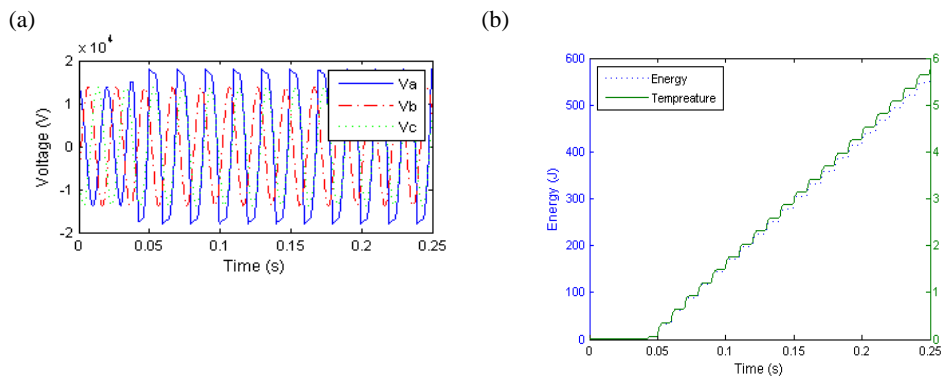 (a)
(b)
× 10⁴
2
1
0
-1
-2
Voltage (V)
Va
Vb
Vc
0
0.05
0.1
0.15
0.2
0.25
Time (s)
600
500
400
300
200
100
0
Energy (J)
Energy
Tempreature
6
5
4
3
2
1
0
0
0.05
0.1
0.15
0.2
0.25
Time (s)